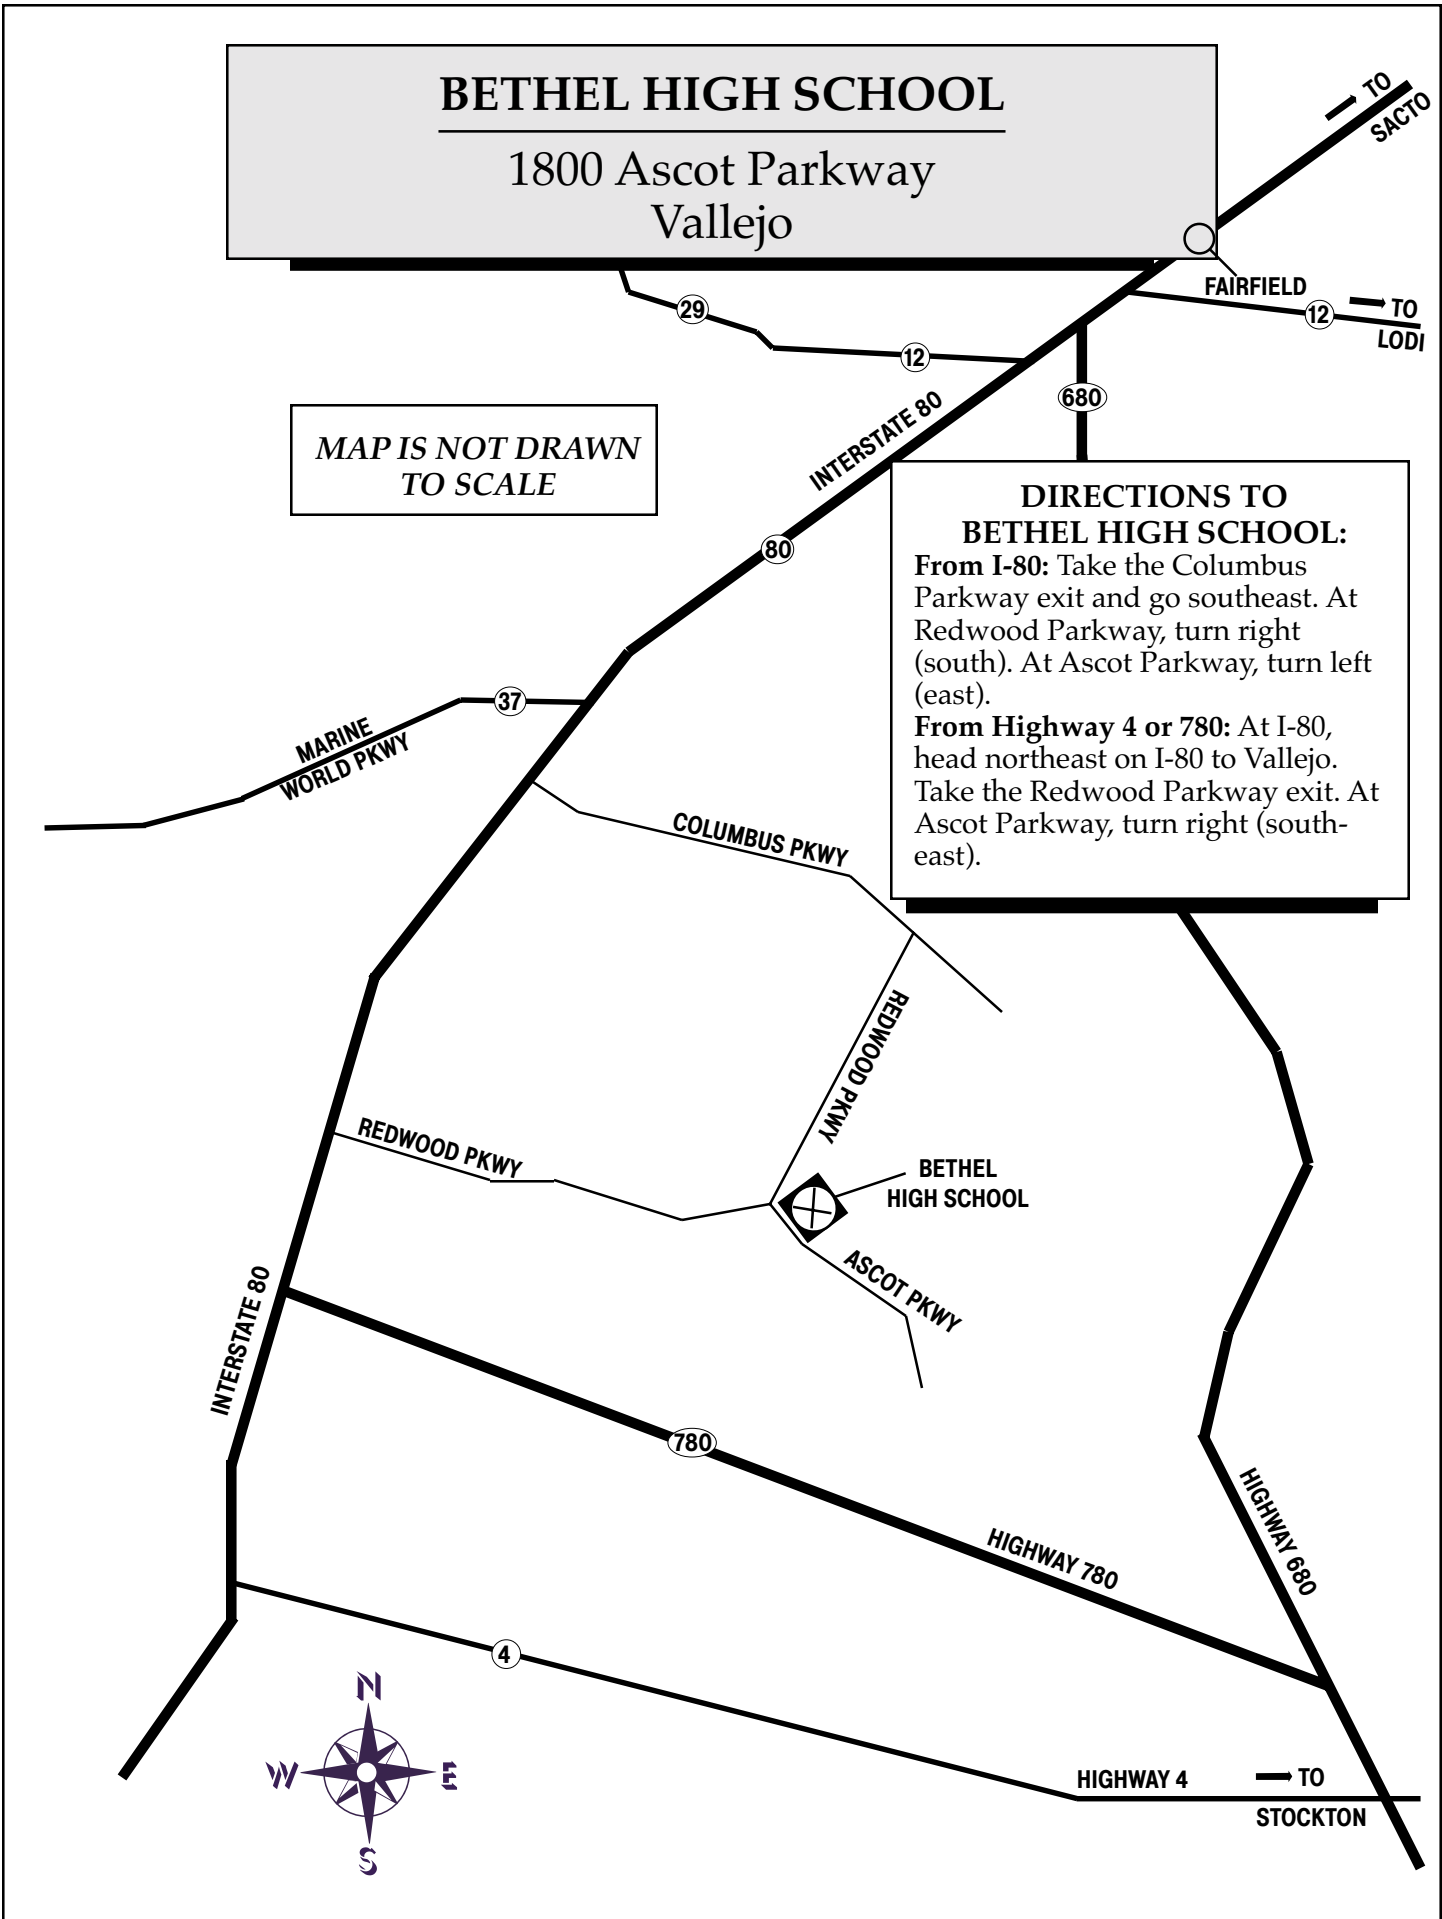 BETHEL HIGH SCHOOL
1800 Ascot Parkway
Vallejo
TO
SACTO
FAIRFIELD
12
TO
LODI
29
12
680
INTERSTATE 80
MAP IS NOT DRAWN
TO SCALE
80
DIRECTIONS TO
BETHEL HIGH SCHOOL:
From I-80: Take the Columbus
Parkway exit and go southeast. At
Redwood Parkway, turn right
(south). At Ascot Parkway, turn left
(east).
From Highway 4 or 780: At I-80,
head northeast on I-80 to Vallejo.
Take the Redwood Parkway exit. At
Ascot Parkway, turn right (south-
east).
37
MARINE
WORLD PKWY
COLUMBUS PKWY
REDWOOD PKWY
REDWOOD PKWY
BETHEL
HIGH SCHOOL
ASCOT PKWY
INTERSTATE 80
780
HIGHWAY 780
HIGHWAY 680
4
N
W
E
S
HIGHWAY 4
TO
STOCKTON